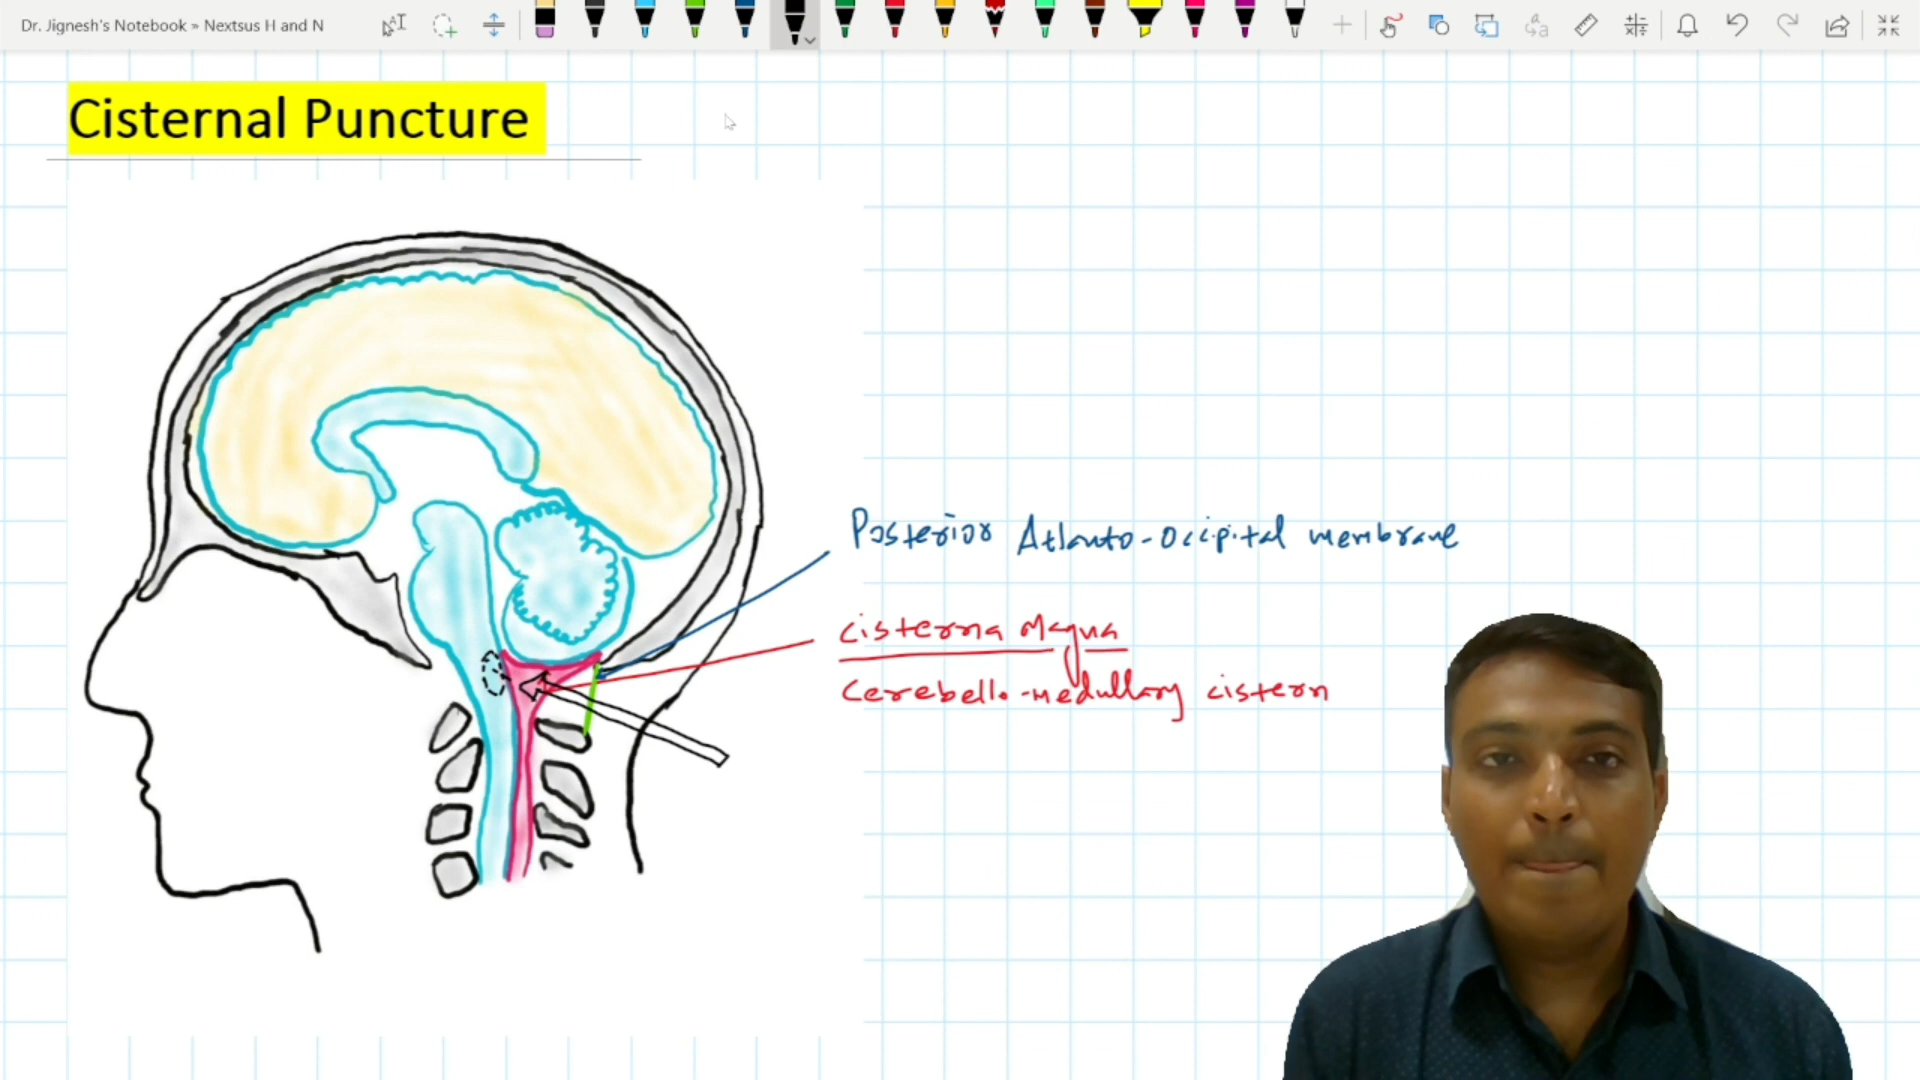 Dr. Jignesh's Notebook » Nextsus H and N
Cisternal Puncture
Posterior Atlanto-Occipital membrane
Cisterna Magna
Cerebello-medullary cistern